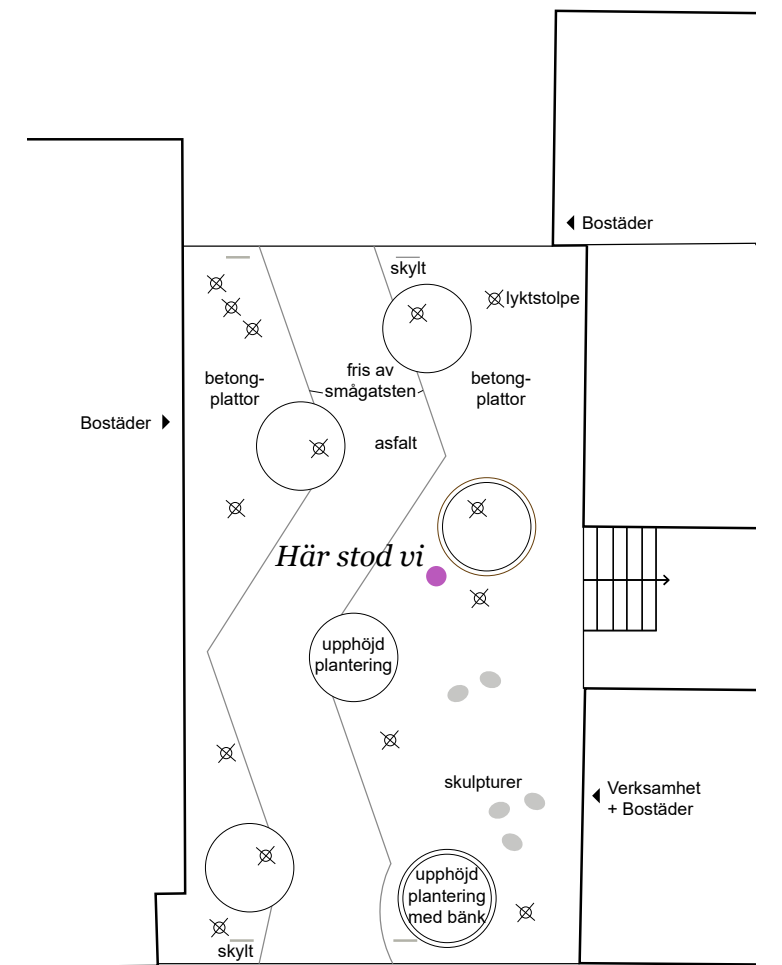 Bostäder
skylt
lyktstolpe
fris av
smågatsten
betong-
plattor
betong-
plattor
Bostäder
asfalt
Här stod vi
upphöjd
plantering
skulpturer
Verksamhet
+ Bostäder
upphöjd
plantering
med bänk
skylt